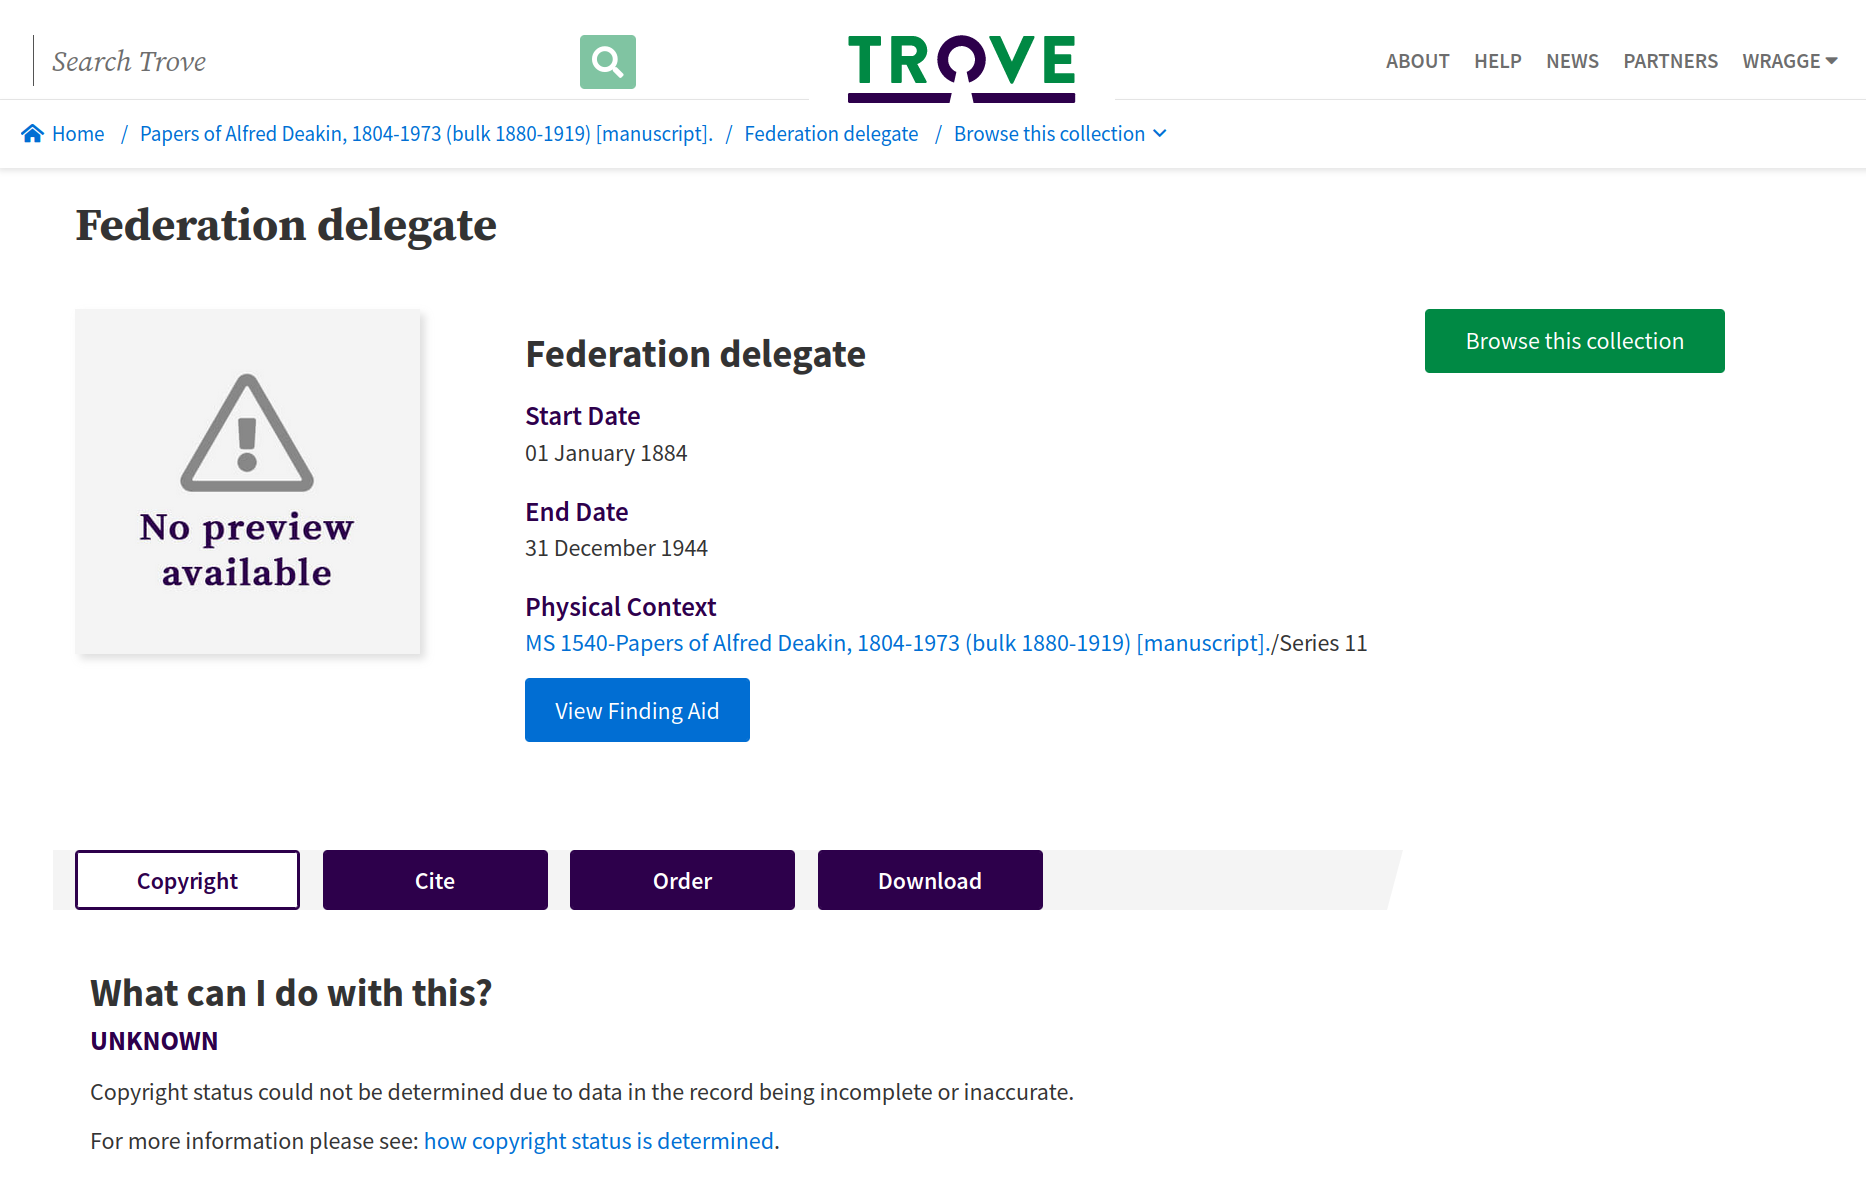 Search Trove
TROVE
ABOUT HELP NEWS PARTNERS WRAGGE
Home / Papers of Alfred Deakin, 1804-1973 (bulk 1880-1919) [manuscript]. / Federation delegate / Browse this collection
Federation delegate
No preview
available
Federation delegate
Start Date
01 January 1884
End Date
31 December 1944
Physical Context
MS 1540-Papers of Alfred Deakin, 1804-1973 (bulk 1880-1919) [manuscript]./Series 11
View Finding Aid
Browse this collection
Copyright Cite Order Download
What can I do with this?
UNKNOWN
Copyright status could not be determined due to data in the record being incomplete or inaccurate.
For more information please see: how copyright status is determined.